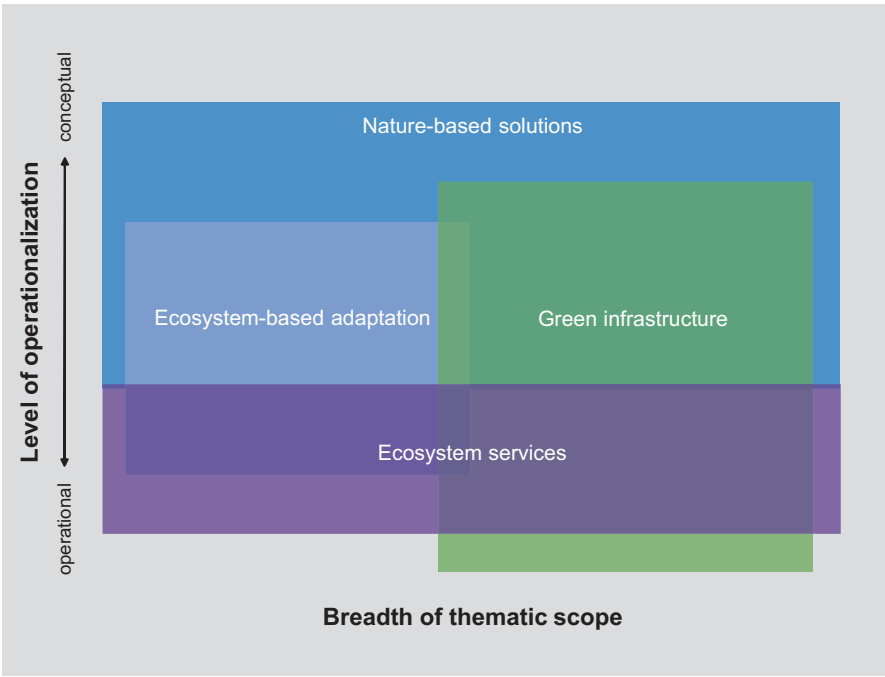 conceptual
Level of operationalization
operational
Nature-based solutions
Ecosystem-based adaptation
Green infrastructure
Ecosystem services
Breadth of thematic scope